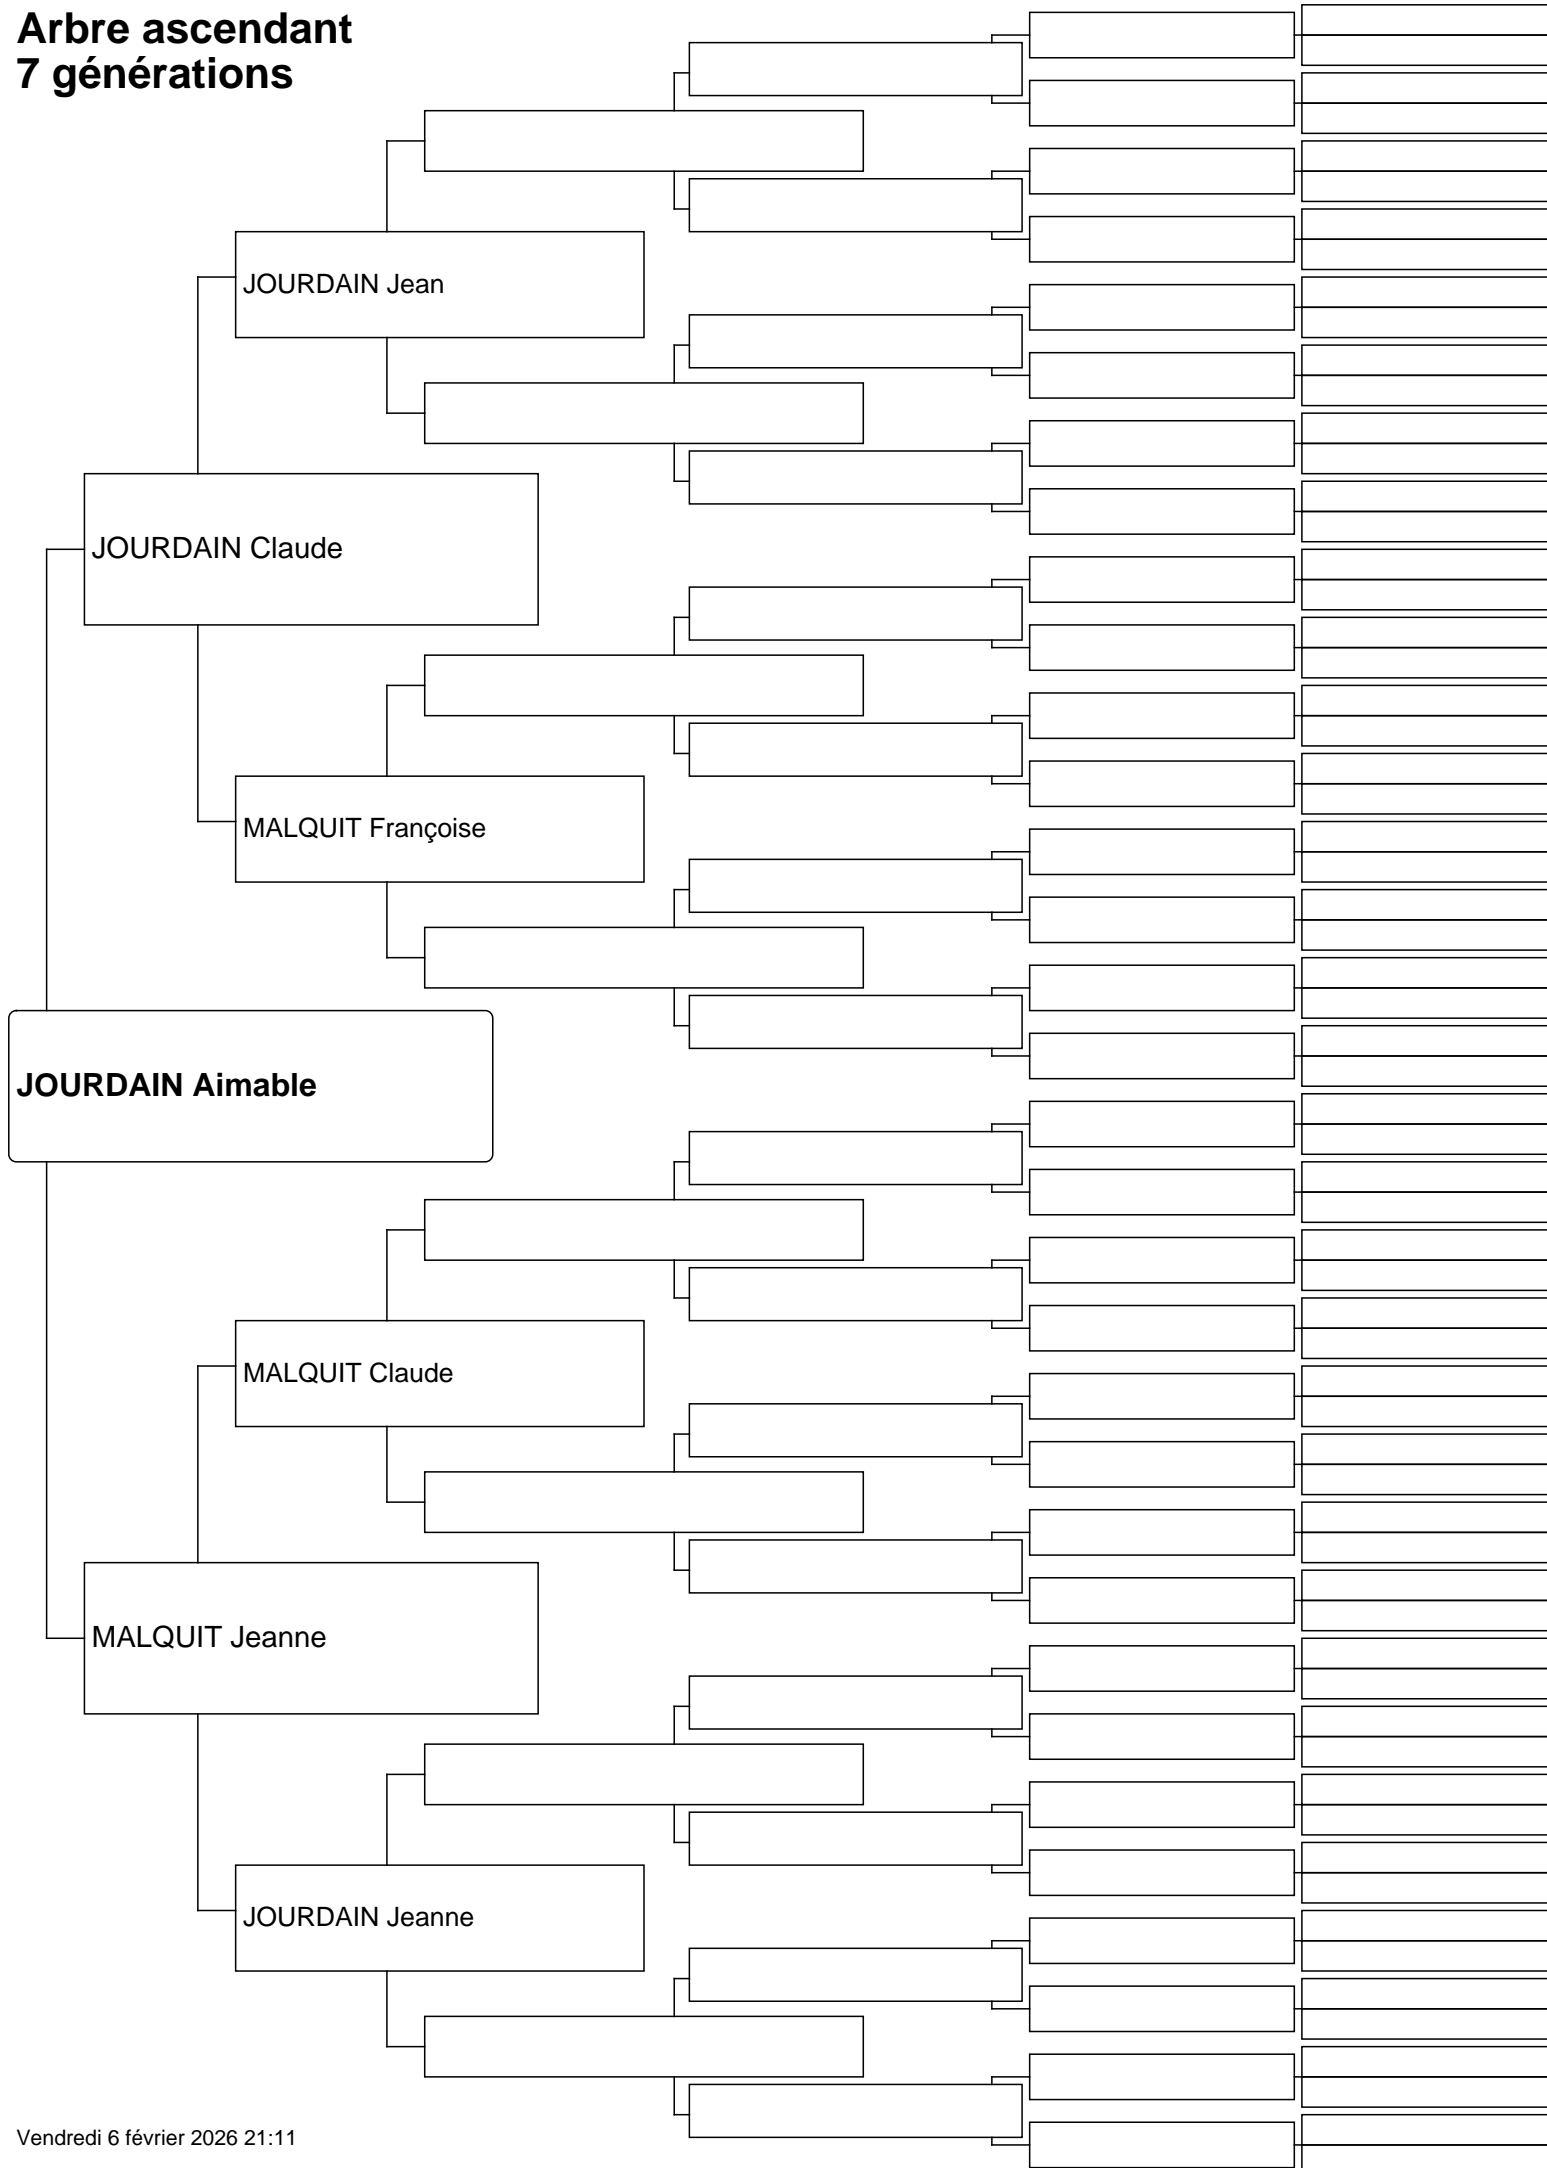 Arbre ascendant
7 générations
JOURDAIN Jean
JOURDAIN Claude
MALQUIT Françoise
JOURDAIN Aimable
MALQUIT Claude
MALQUIT Jeanne
JOURDAIN Jeanne
Vendredi 6 février 2026 21:11